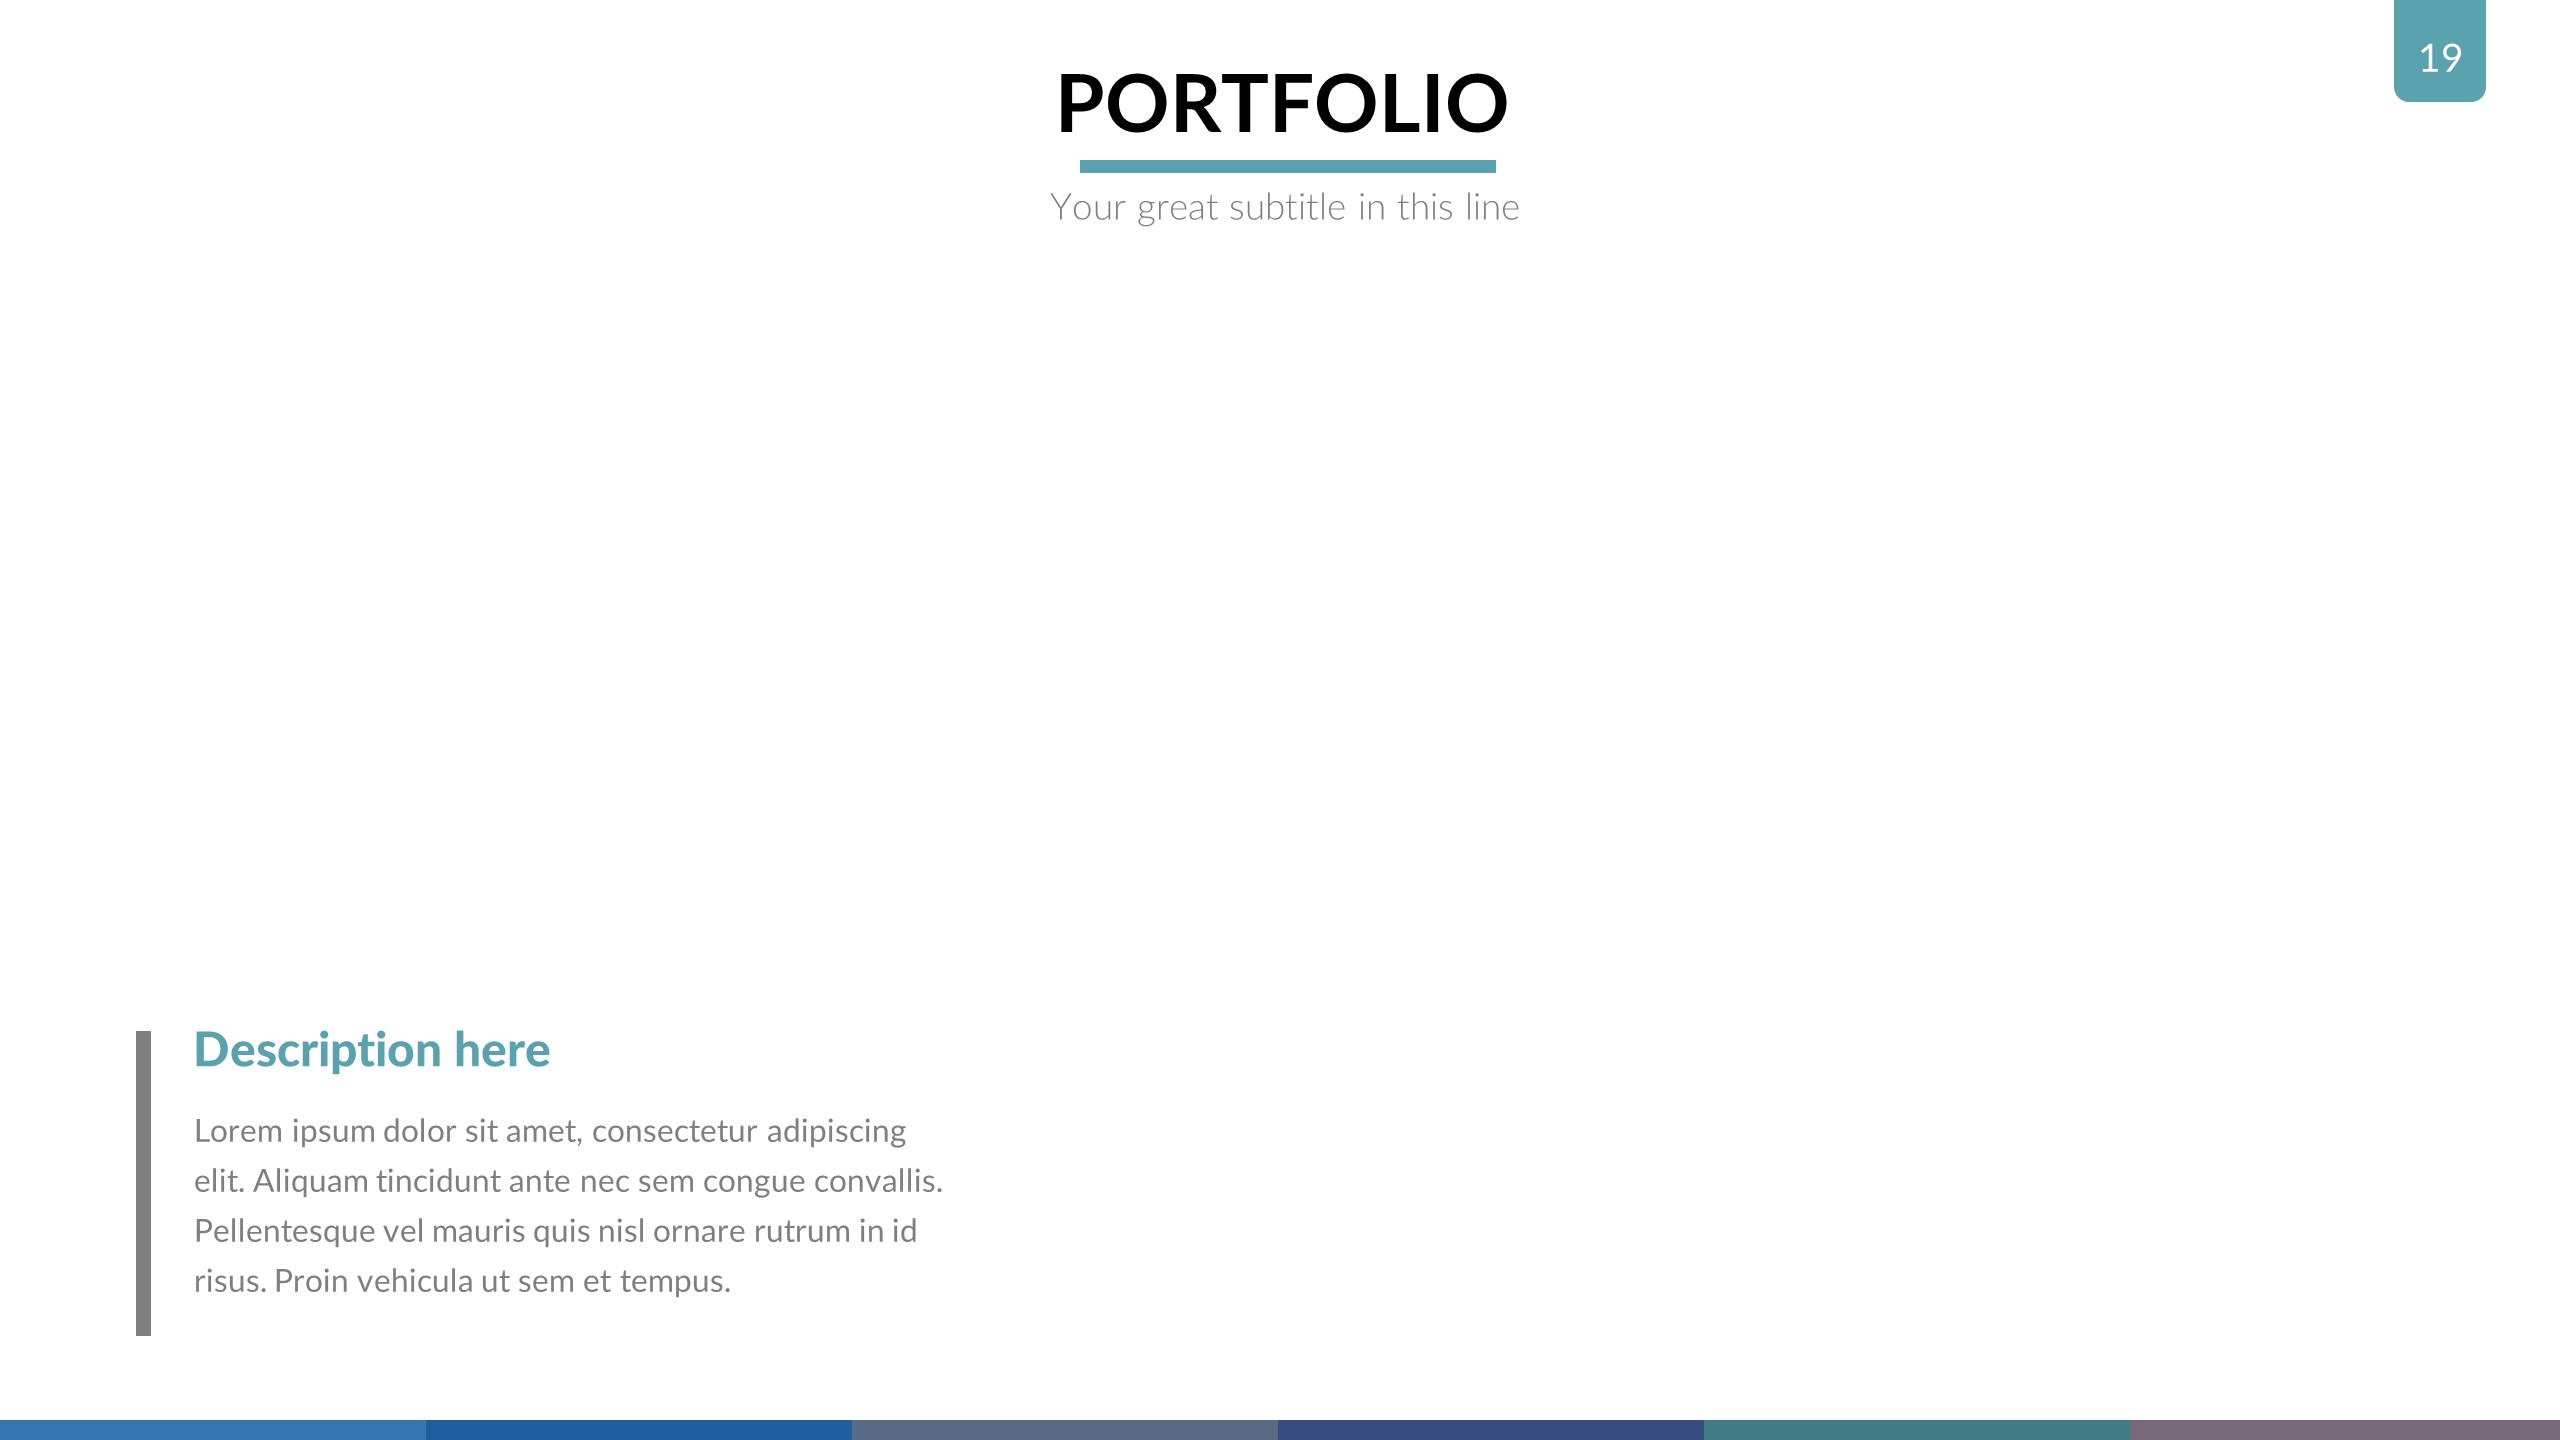 19
PORTFOLIO
Your great subtitle in this line
Description here
Lorem ipsum dolor sit amet, consectetur adipiscing
elit. Aliquam tincidunt ante nec sem congue convallis.
Pellentesque vel mauris quis nisl ornare rutrum in id
risus. Proin vehicula ut sem et tempus.